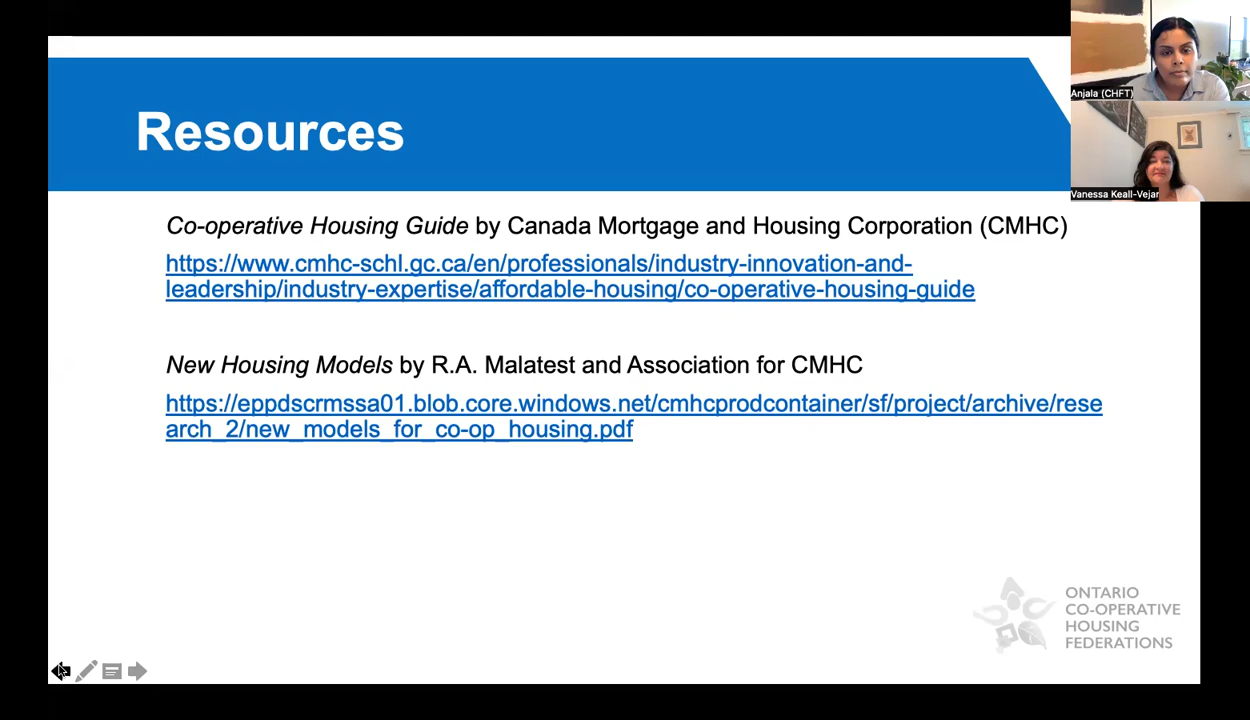 Resources
Anjala (CHFT)
Vanessa Keall-Vejar
Co-operative Housing Guide by Canada Mortgage and Housing Corporation (CMHC)
https://www.cmhc-schl.gc.ca/en/professionals/industry-innovation-and-
leadership/industry-expertise/affordable-housing/co-operative-housing-guide
New Housing Models by R.A. Malatest and Association for CMHC
https://eppdscrmssa01.blob.core.windows.net/cmhcprodcontainer/sf/project/archive/rese
arch_2/new_models_for_co-op_housing.pdf
ONTARIO
CO-OPERATIVE
HOUSING
FEDERATIONS